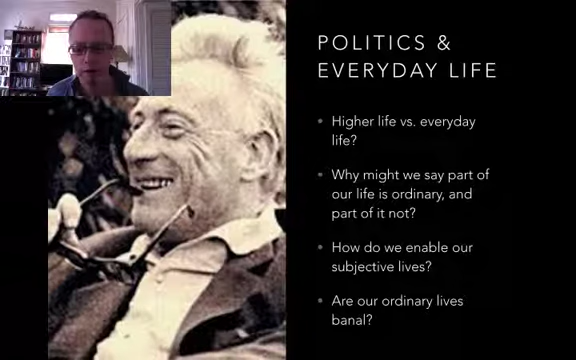 POLITICS &
EVERYDAY LIFE
• Higher life vs. everyday
life?
• Why might we say part of
our life is ordinary, and
part of it not?
• How do we enable our
subjective lives?
• Are our ordinary lives
banal?